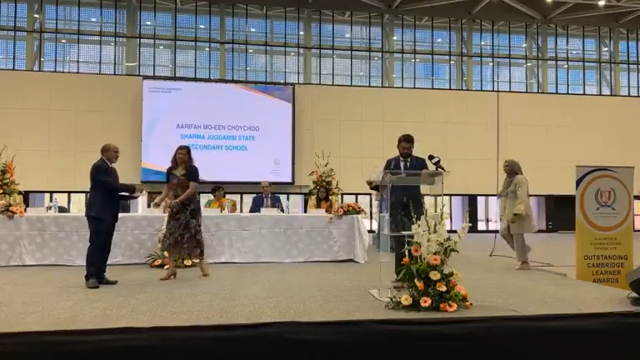 AARIFAH MO-EEN CHOYCHOO
SHARMA JUGDAMBI STATE
SECONDARY SCHOOL
OUTSTANDING
CAMBRIDGE
LEARNER
AWARDS